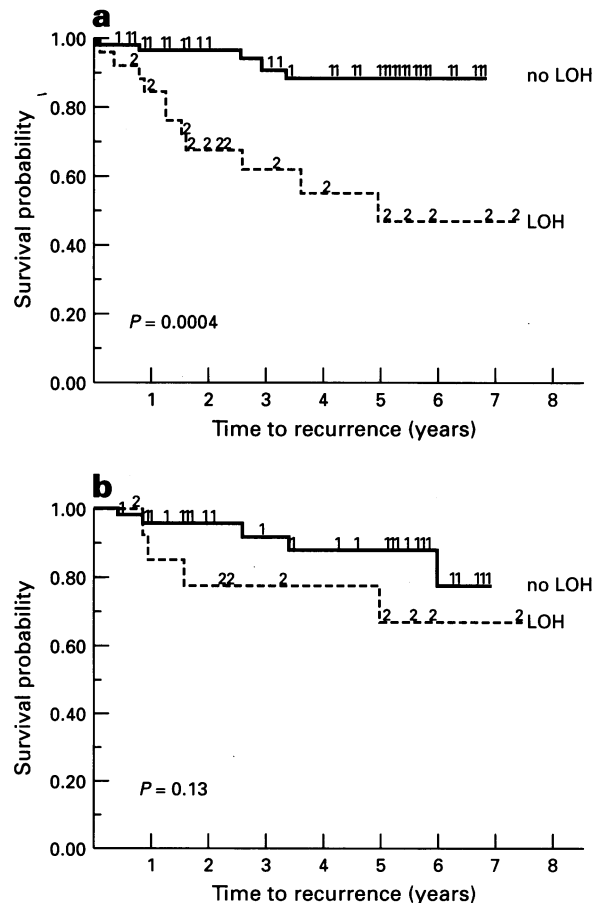 a
1.00
0.80
0.60
0.40
0.20
0.00
Survival probability
no LOH
LOH
P = 0.0004
1 2 3 4 5 6 7 8
Time to recurrence (years)
b
1.00
0.80
0.60
0.40
0.20
0.00
Survival probability
no LOH
LOH
P = 0.13
1 2 3 4 5 6 7 8
Time to recurrence (years)